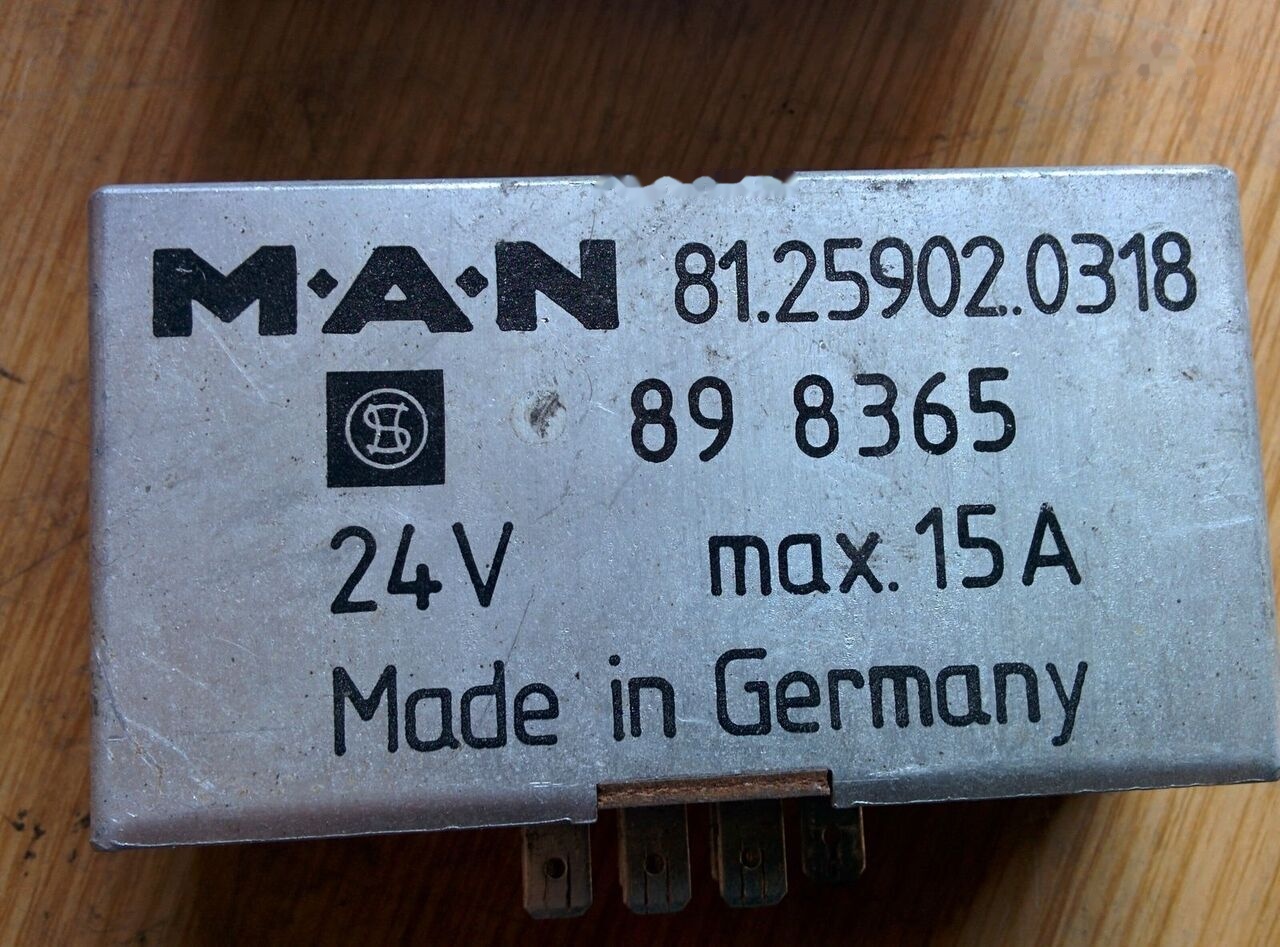 M·A·N 81.25902.0318
89 8365
24V max. 15A
Made in Germany